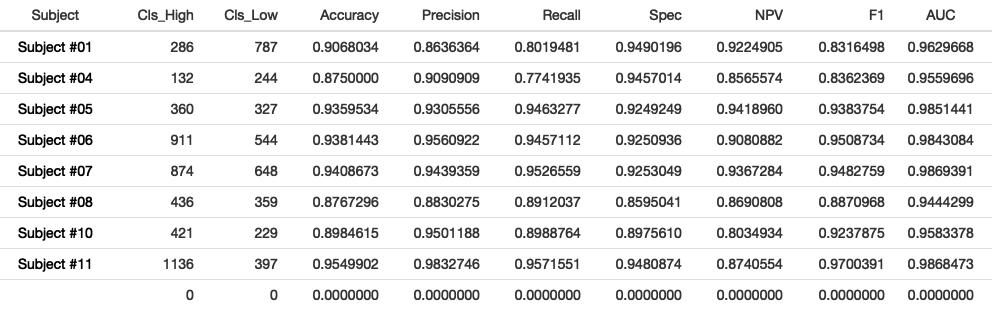 Subject Cls_High Cls_Low Accuracy Precision Recall Spec NPV F1 AUC
Subject #01 286 787 0.9068034 0.8636364 0.8019481 0.9490196 0.9224905 0.8316498 0.9629668
Subject #04 132 244 0.8750000 0.9090909 0.7741935 0.9457014 0.8565574 0.8362369 0.9559696
Subject #05 360 327 0.9359534 0.9305556 0.9463277 0.9249249 0.9418960 0.9383754 0.9851441
Subject #06 911 544 0.9381443 0.9560922 0.9457112 0.9250936 0.9080882 0.9508734 0.9843084
Subject #07 874 648 0.9408673 0.9439359 0.9526559 0.9253049 0.9367284 0.9482759 0.9869391
Subject #08 436 359 0.8767296 0.8830275 0.8912037 0.8595041 0.8690808 0.8870968 0.9444299
Subject #10 421 229 0.8984615 0.9501188 0.8988764 0.8975610 0.8034934 0.9237875 0.9583378
Subject #11 1136 397 0.9549902 0.9832746 0.9571551 0.9480874 0.8740554 0.9700391 0.9868473
0 0 0.0000000 0.0000000 0.0000000 0.0000000 0.0000000 0.0000000 0.0000000